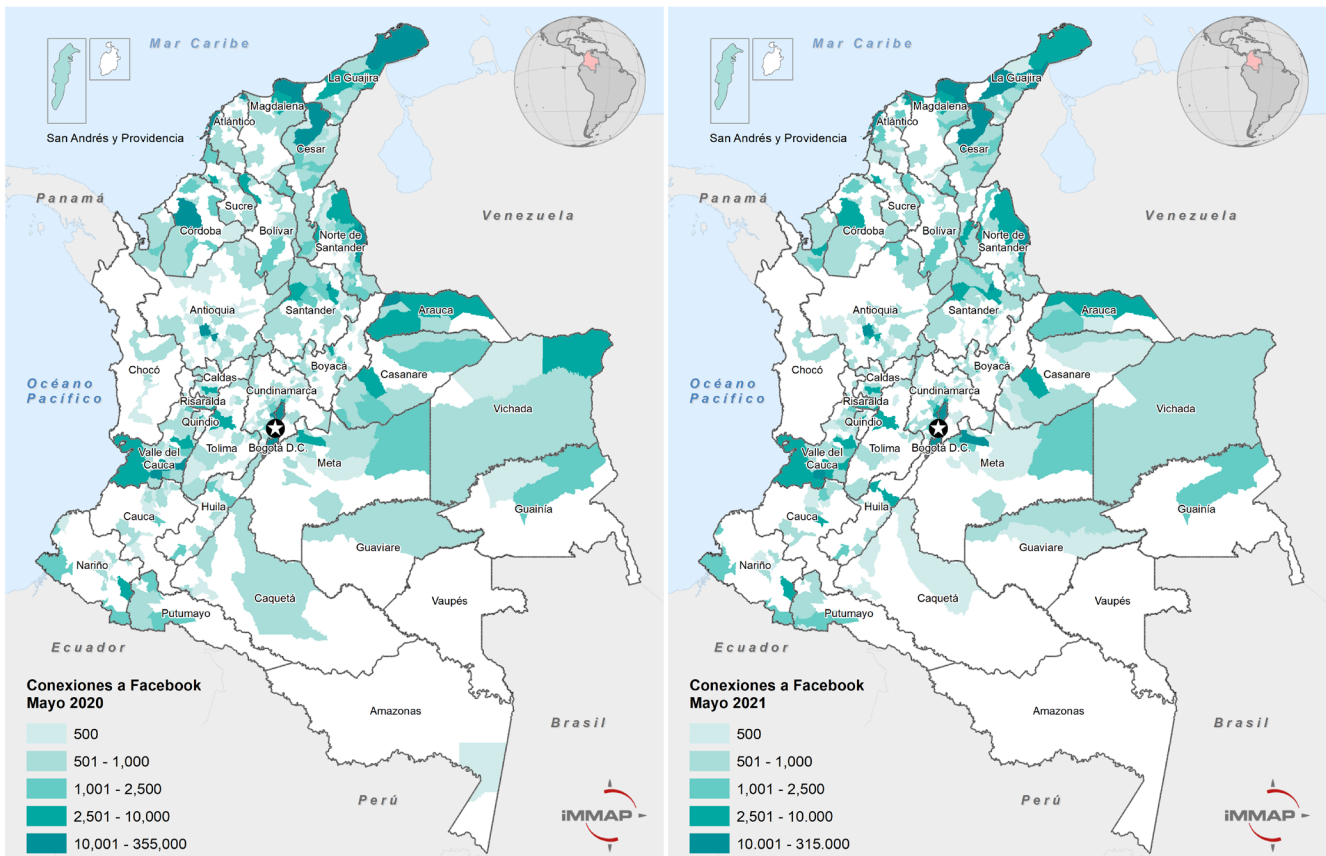 Mar Caribe
La Guajira
Magdalena
Atlántico
San Andrés y Providencia
Cesar
Panamá
Sucre
Venezuela
Córdoba
Bolívar
Norte de
Santander
Antioquia
Santander
Arauca
Chocó
Boyacá
Caldas
Casanare
Océano
Pacífico
Cundinamarca
Risaralda
Vichada
Quindío
Tolima
Bogotá D.C.
Valle del
Cauca
Meta
Huila
Cauca
Guainía
Guaviare
Nariño
Caquetá
Vaupés
Putumayo
Ecuador
Conexiones a Facebook
Mayo 2020
Amazonas
Brasil
500
501 - 1,000
1,001 - 2,500
2,501 - 10,000
10,001 - 355,000
Perú
iMMAP
Mar Caribe
La Guajira
Magdalena
Atlántico
San Andrés y Providencia
Cesar
Panamá
Sucre
Venezuela
Córdoba
Bolívar
Norte de
Santander
Antioquia
Santander
Arauca
Chocó
Boyacá
Caldas
Casanare
Océano
Pacífico
Cundinamarca
Risaralda
Vichada
Quindío
Tolima
Bogotá D.C.
Valle del
Cauca
Meta
Huila
Cauca
Guainía
Guaviare
Nariño
Caquetá
Vaupés
Putumayo
Ecuador
Conexiones a Facebook
Mayo 2021
Amazonas
Brasil
500
501 - 1,000
1,001 - 2,500
2,501 - 10.000
10.001 - 315.000
Perú
iMMAP